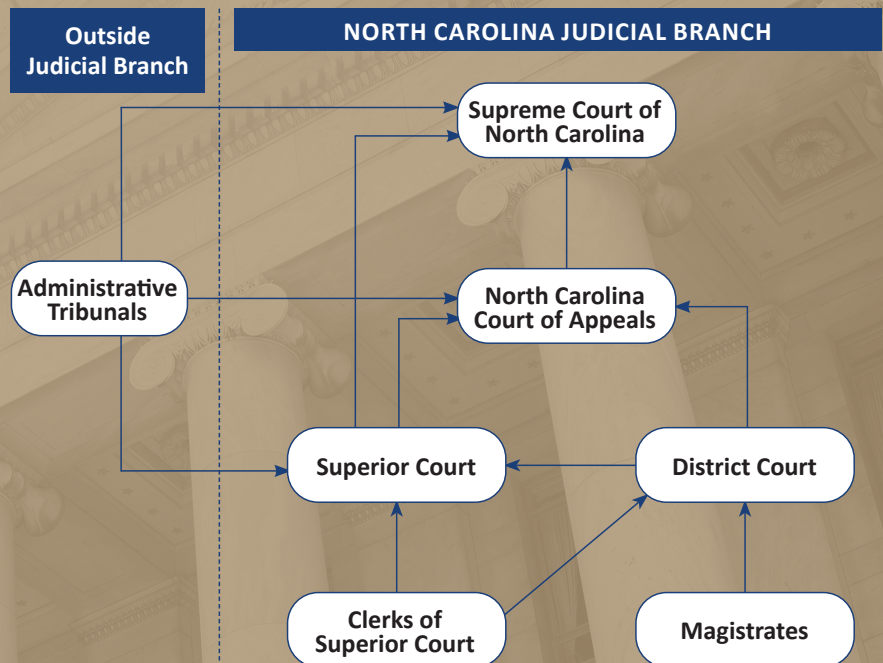 Outside
Judicial Branch
NORTH CAROLINA JUDICIAL BRANCH
Supreme Court of
North Carolina
Administrative
Tribunals
North Carolina
Court of Appeals
Superior Court
District Court
Clerks of
Superior Court
Magistrates